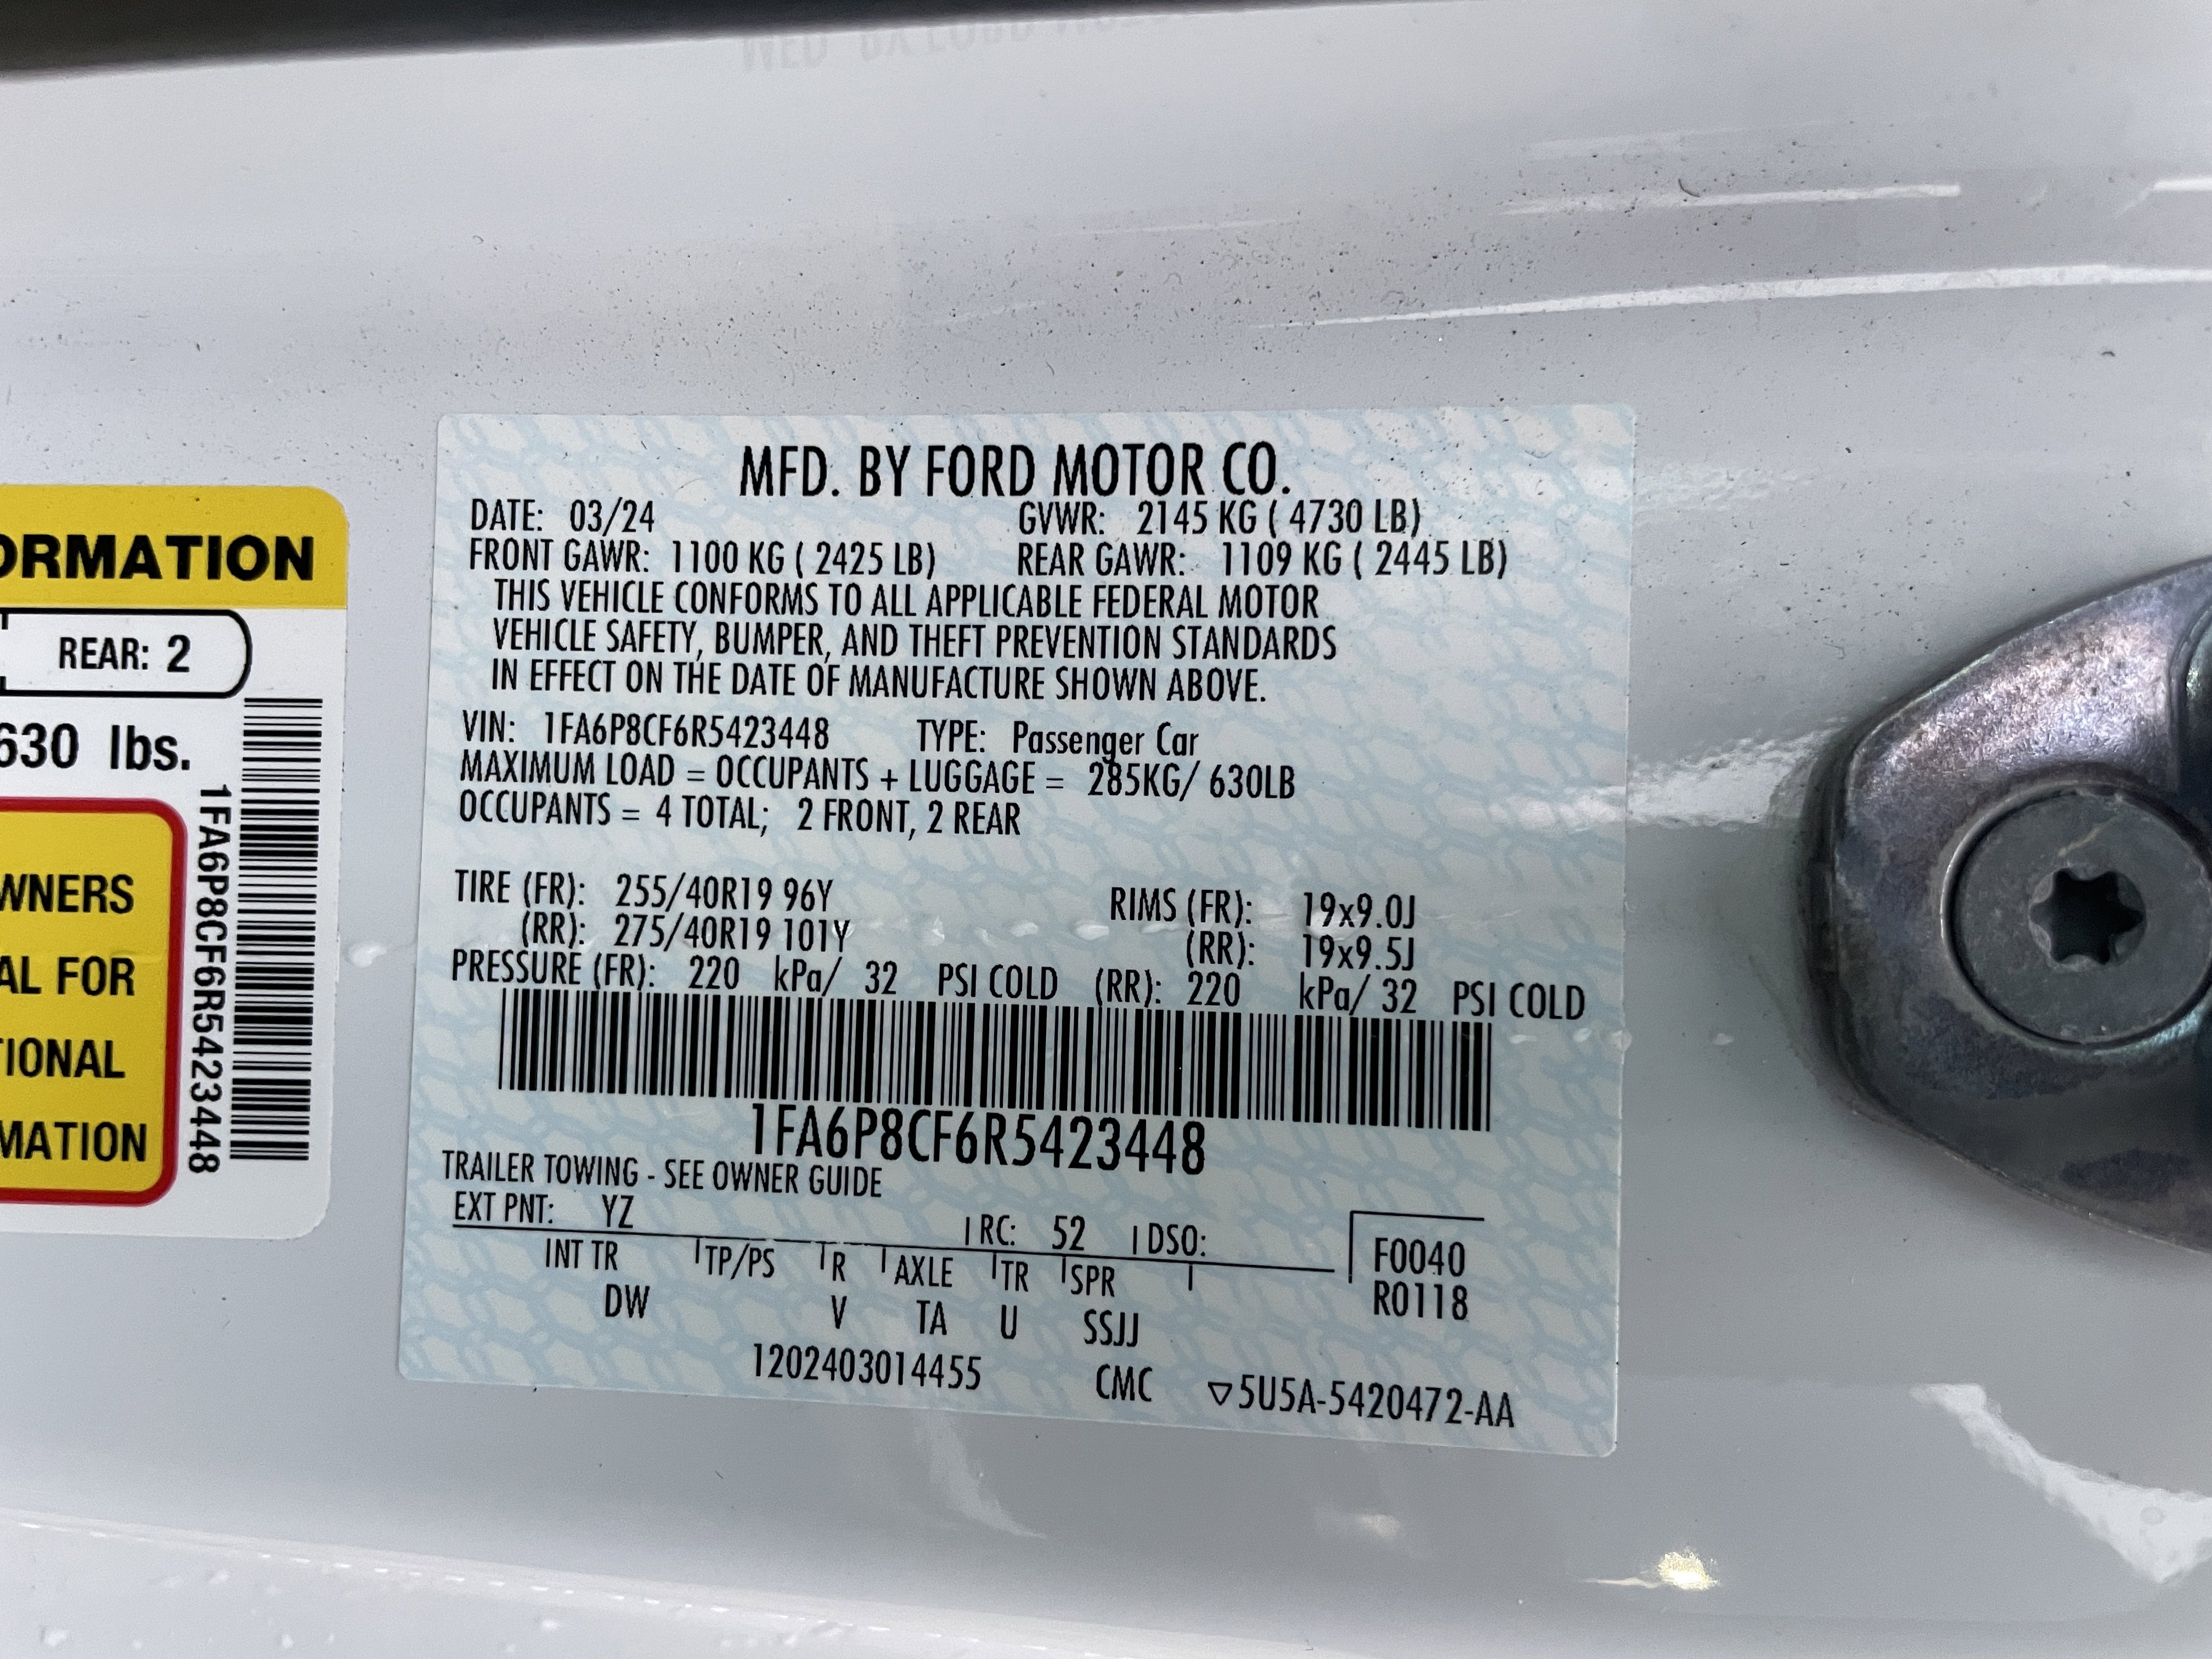 MFD. BY FORD MOTOR CO.
DATE: 03/24 GVWR: 2145 KG ( 4730 LB)
FRONT GAWR: 1100 KG ( 2425 LB) REAR GAWR: 1109 KG ( 2445 LB)
THIS VEHICLE CONFORMS TO ALL APPLICABLE FEDERAL MOTOR
VEHICLE SAFETY, BUMPER, AND THEFT PREVENTION STANDARDS
IN EFFECT ON THE DATE OF MANUFACTURE SHOWN ABOVE.
VIN: 1FA6P8CF6R5423448 TYPE: Passenger Car
MAXIMUM LOAD = OCCUPANTS + LUGGAGE = 285KG/ 630LB
OCCUPANTS = 4 TOTAL; 2 FRONT, 2 REAR
TIRE (FR): 255/40R19 96Y RIMS (FR): 19x9.0J
(RR): 275/40R19 101Y (RR): 19x9.5J
PRESSURE (FR): 220 kPa/ 32 PSI COLD (RR): 220 kPa/ 32 PSI COLD
1FA6P8CF6R5423448
TRAILER TOWING - SEE OWNER GUIDE
EXT PNT: YZ RC: 52 DSO:
INT TR TP/PS R AXLE TR SPR
DW V TA U SSJJ
F0040
R0118
1202403014455 CMC ▽5U5A-5420472-AA
ORMATION
REAR: 2
630 lbs.
WNERS
AL FOR
TIONAL
MATION
1FA6P8CF6R5423448